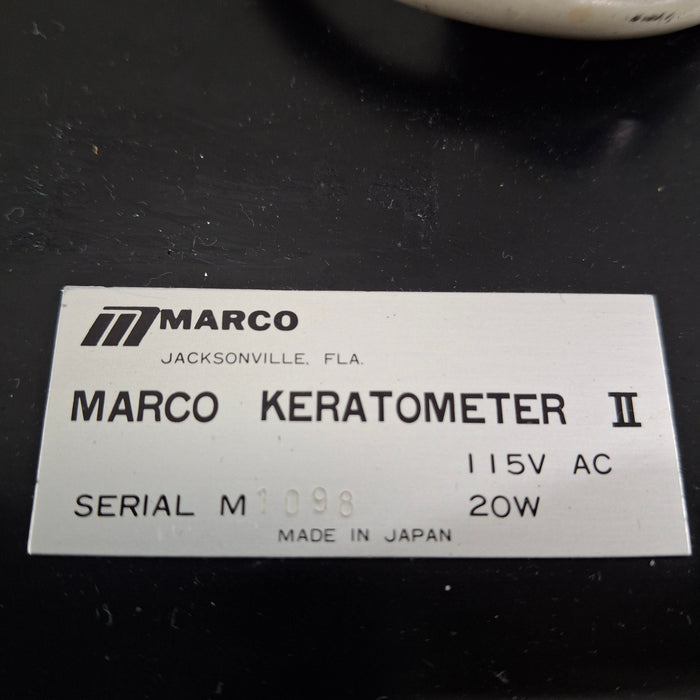 MARCO
JACKSONVILLE, FLA.
MARCO KERATOMETER II
115V AC
SERIAL M1098 20W
MADE IN JAPAN